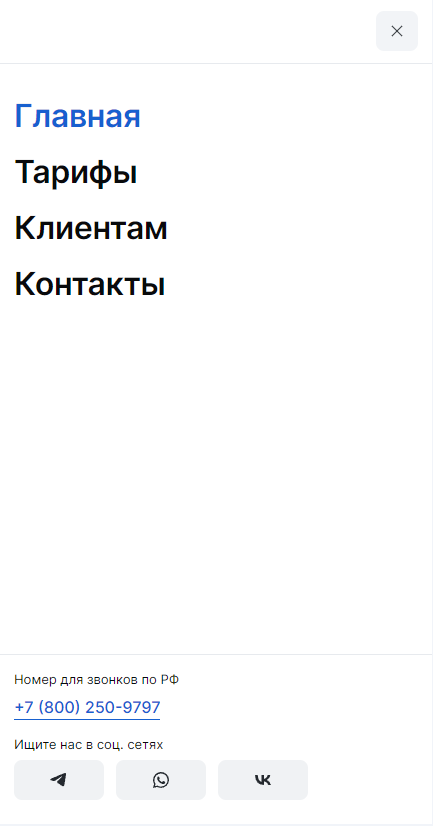 Главная
Тарифы
Клиентам
Контакты
Номер для звонков по РФ
+7 (800) 250-9797
Ищите нас в соц. сетях